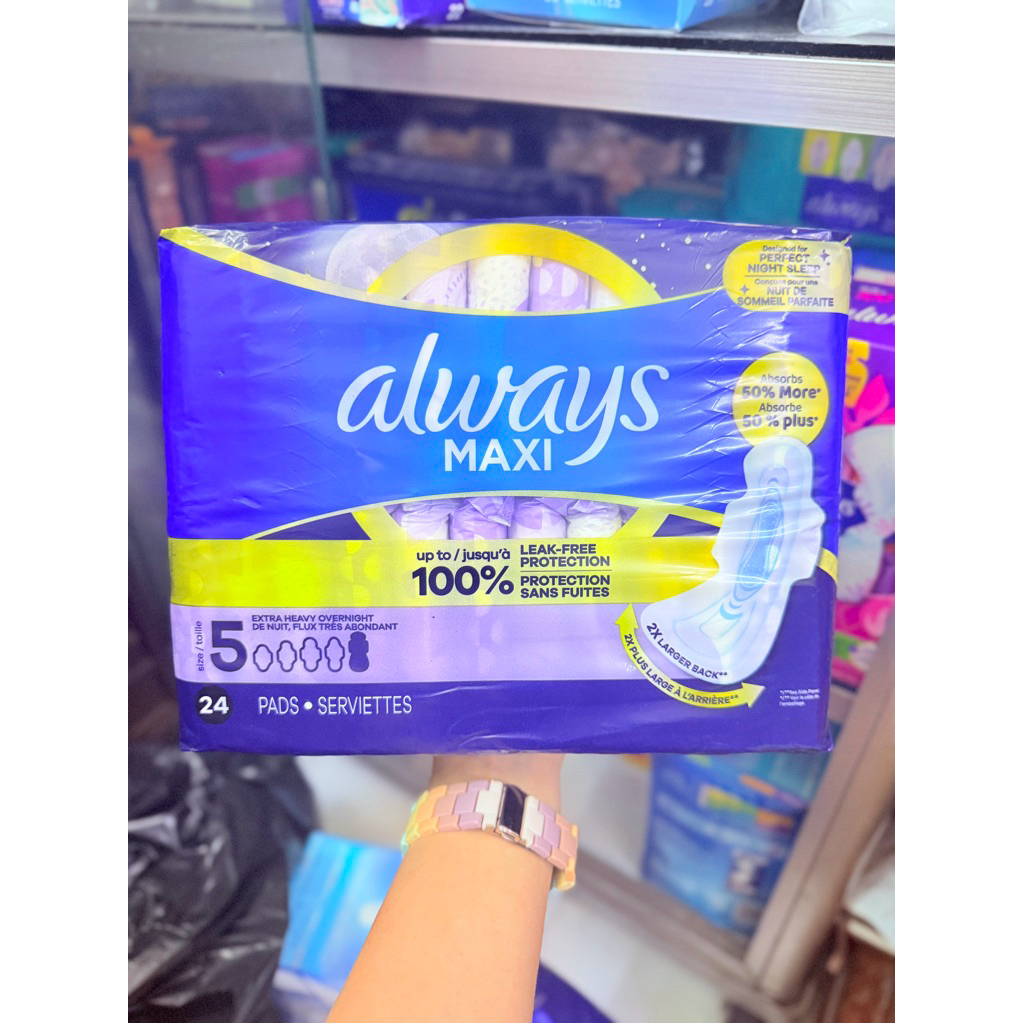 Designed for
PERFECT
NIGHT SLEEP
Conçues pour une
NUIT DE
SOMMEIL PARFAITE
always
MAXI
Absorbs
50% More*
Absorbe
50 % plus*
up to / jusqu'à
100%
LEAK-FREE
PROTECTION
PROTECTION
SANS FUITES
size / taille
5
EXTRA HEAVY OVERNIGHT
DE NUIT, FLUX TRÈS ABONDANT
2X LARGER BACK**
2X PLUS LARGE À L'ARRIÈRE**
24
PADS • SERVIETTES
always